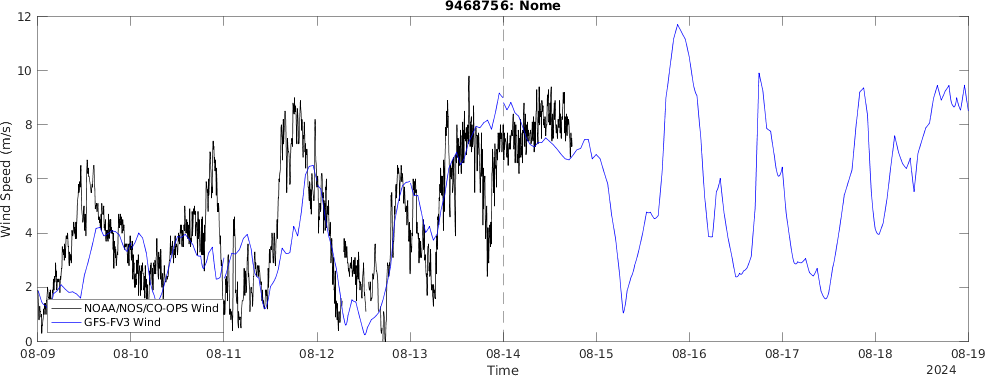 9468756: Nome
12
10
8
6
4
2
0
Wind Speed (m/s)
NOAA/NOS/CO-OPS Wind
GFS-FV3 Wind
08-09 08-10 08-11 08-12 08-13 08-14 08-15 08-16 08-17 08-18 08-19
Time
2024